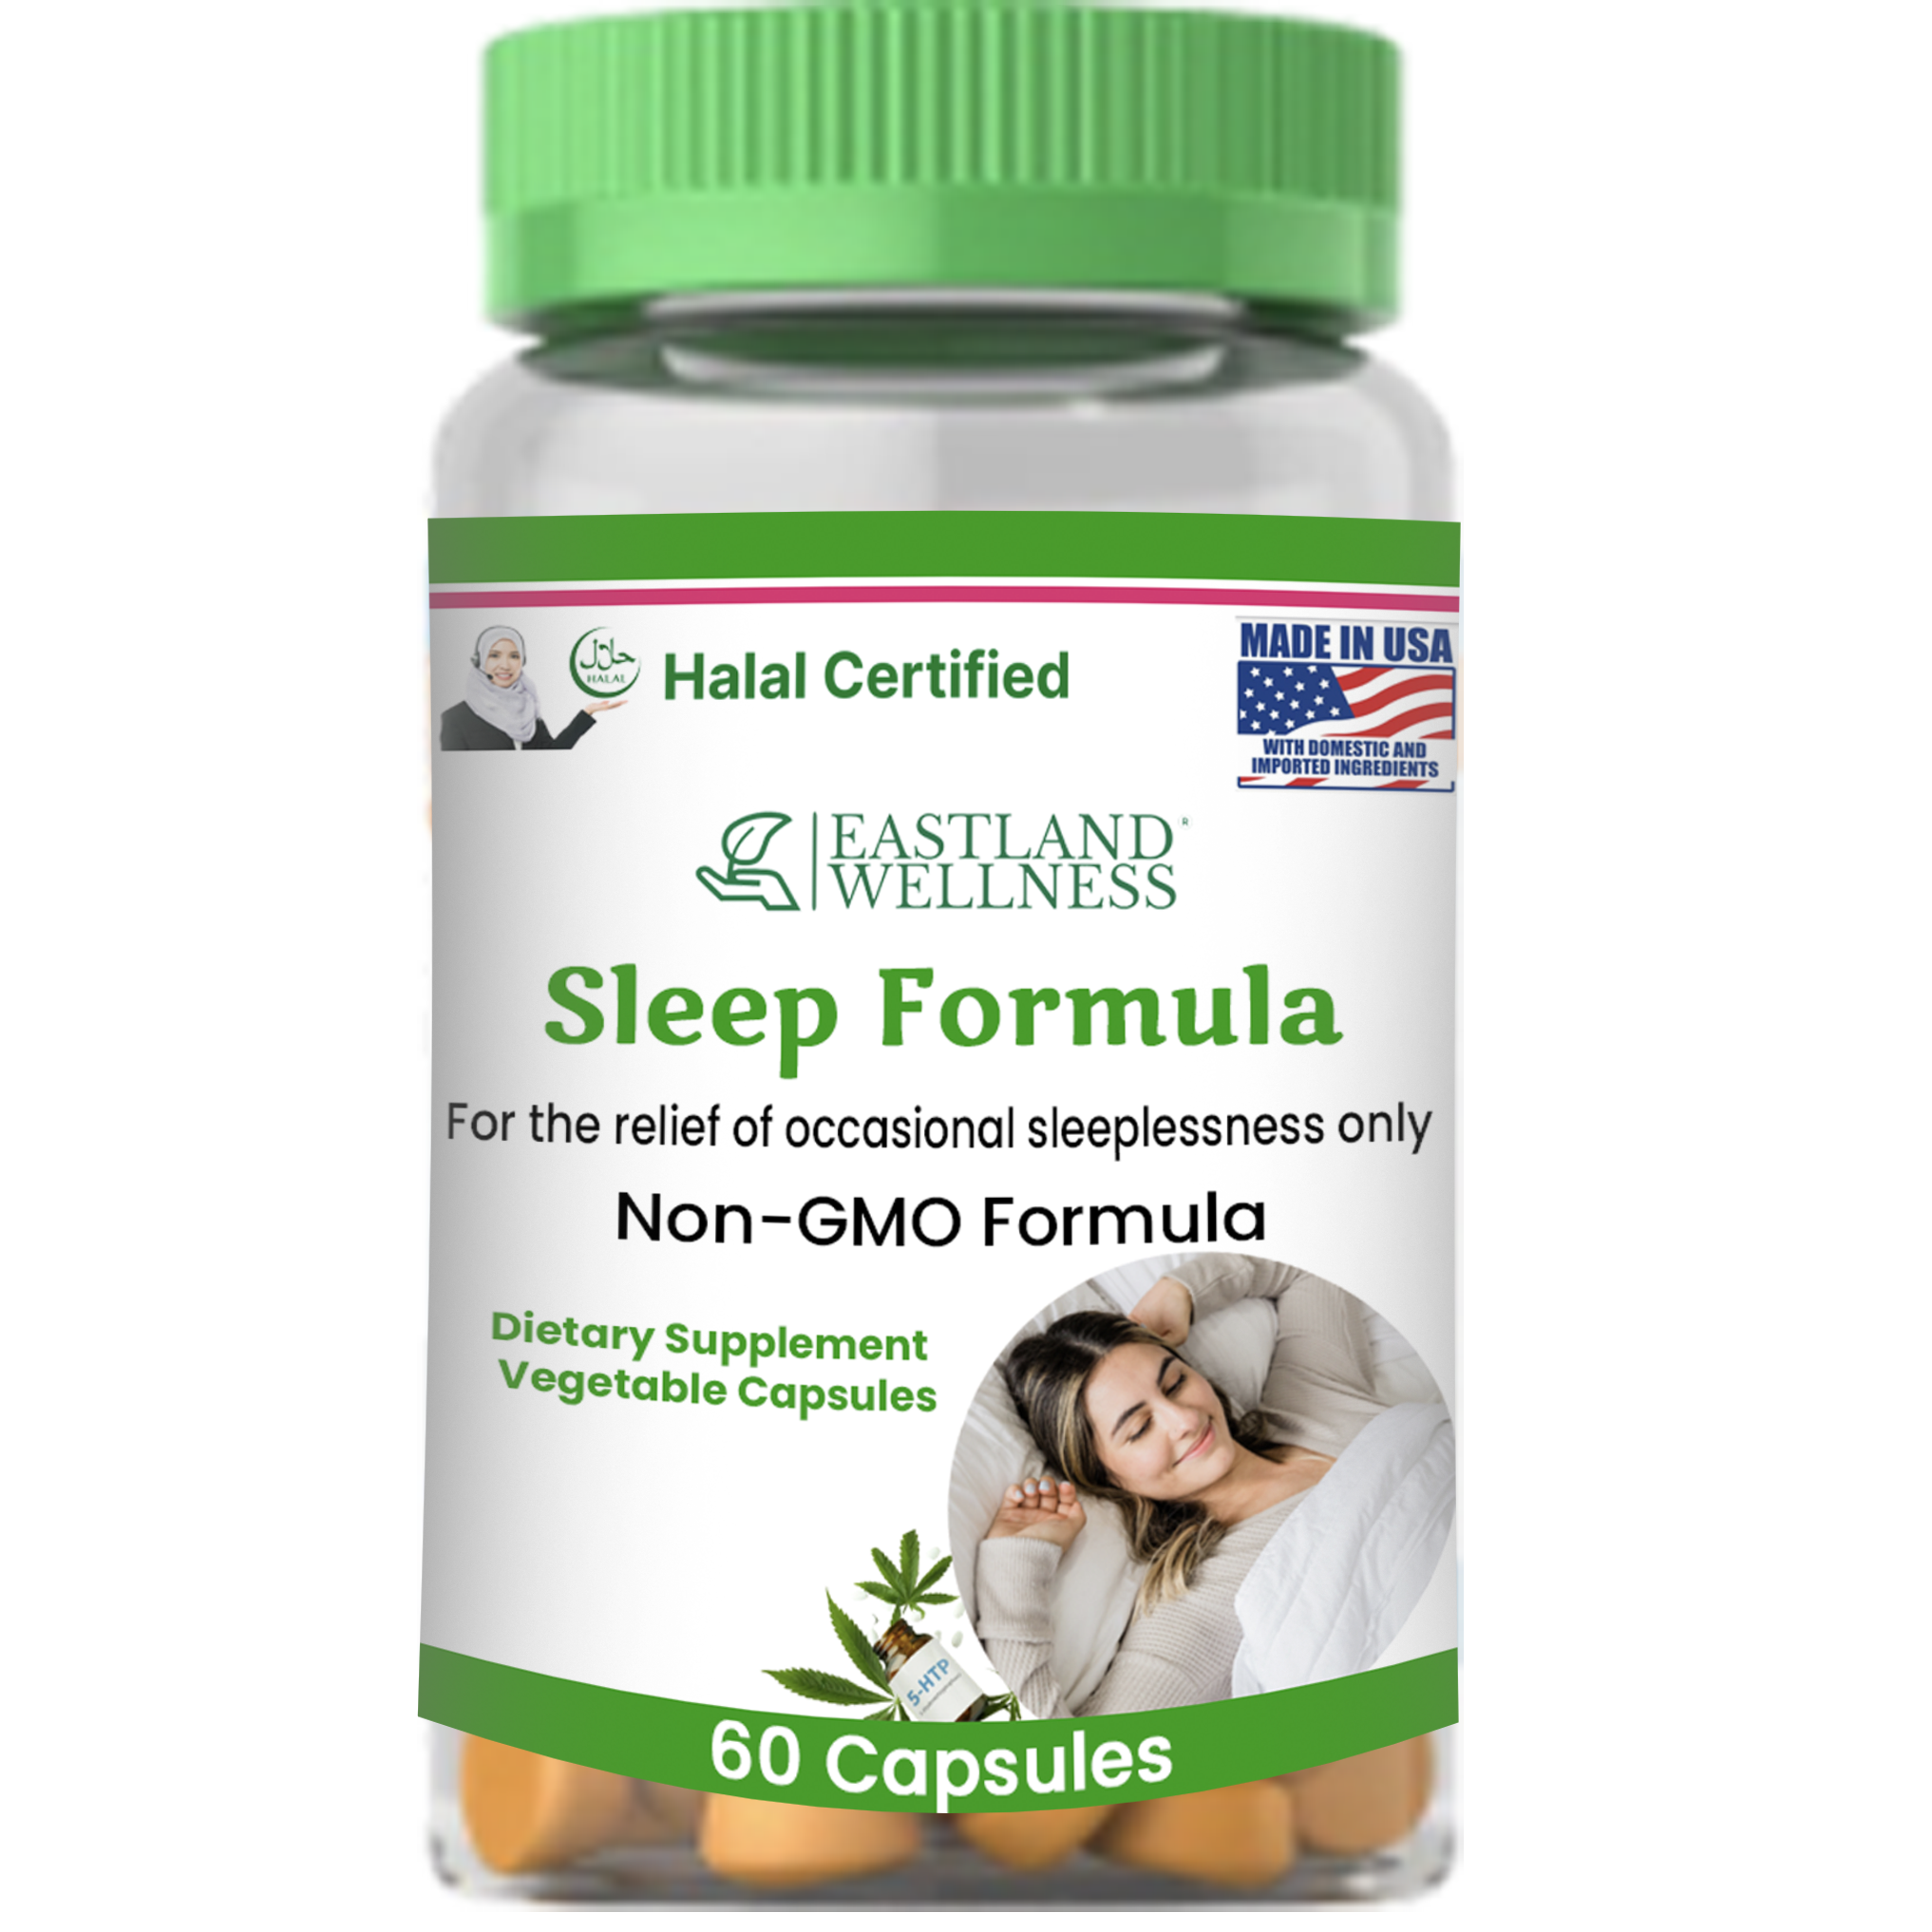 حلال
HALAL
Halal Certified
MADE IN USA
WITH DOMESTIC AND
IMPORTED INGREDIENTS
EASTLAND®
WELLNESS
Sleep Formula
For the relief of occasional sleeplessness only
Non-GMO Formula
Dietary Supplement
Vegetable Capsules
5-HTP
60 Capsules